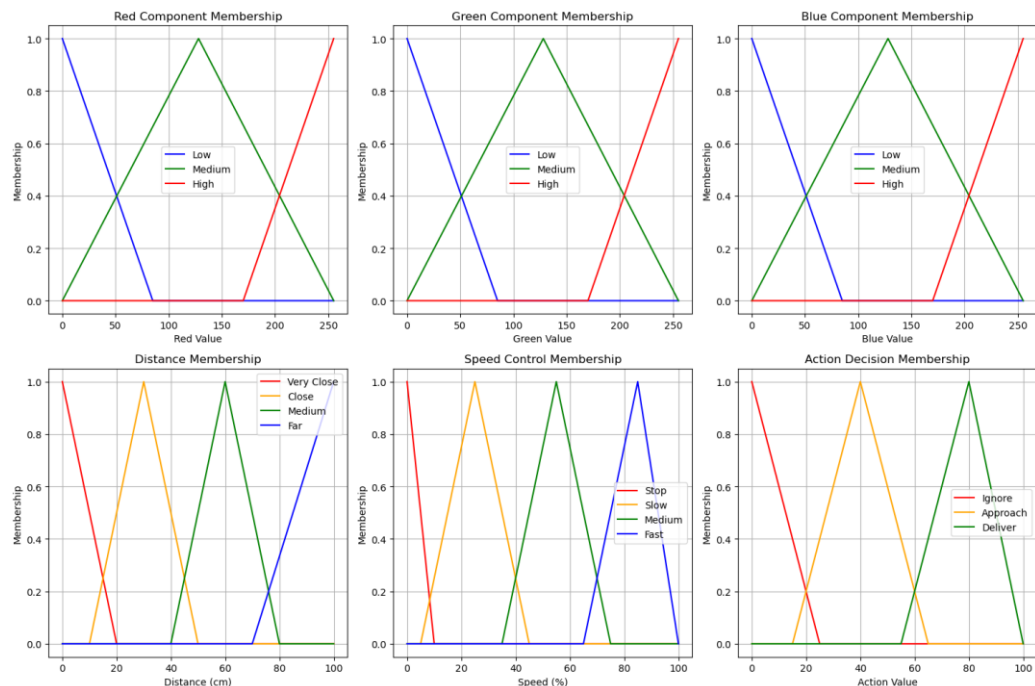 Red Component Membership
Green Component Membership
Blue Component Membership
1.0
0.8
0.6
0.4
0.2
0.0
Membership
Low
Medium
High
0 50 100 150 200 250
Red Value
1.0
0.8
0.6
0.4
0.2
0.0
Membership
Low
Medium
High
0 50 100 150 200 250
Green Value
1.0
0.8
0.6
0.4
0.2
0.0
Membership
Low
Medium
High
0 50 100 150 200 250
Blue Value
Distance Membership
Speed Control Membership
Action Decision Membership
1.0
0.8
0.6
0.4
0.2
0.0
Membership
Very Close
Close
Medium
Far
0 20 40 60 80 100
Distance (cm)
1.0
0.8
0.6
0.4
0.2
0.0
Membership
Stop
Slow
Medium
Fast
0 20 40 60 80 100
Speed (%)
1.0
0.8
0.6
0.4
0.2
0.0
Membership
Ignore
Approach
Deliver
0 20 40 60 80 100
Action Value